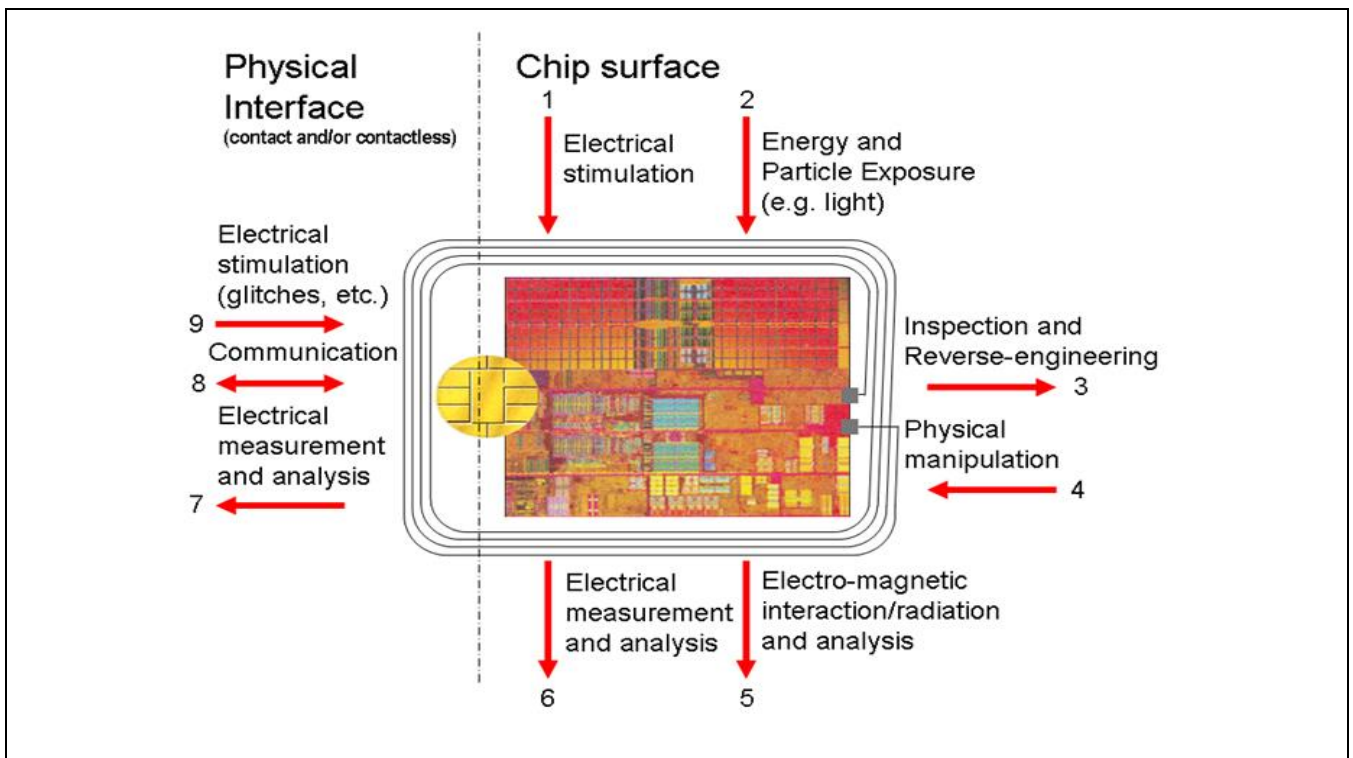 Physical
Interface
(contact and/or contactless)
Chip surface
1
Electrical
stimulation
2
Energy and
Particle Exposure
(e.g. light)
Electrical
stimulation
(glitches, etc.)
9
Communication
8
Electrical
measurement
and analysis
7
Inspection and
Reverse-engineering
3
Physical
manipulation
4
Electrical
measurement
and analysis
6
Electro-magnetic
interaction/radiation
and analysis
5